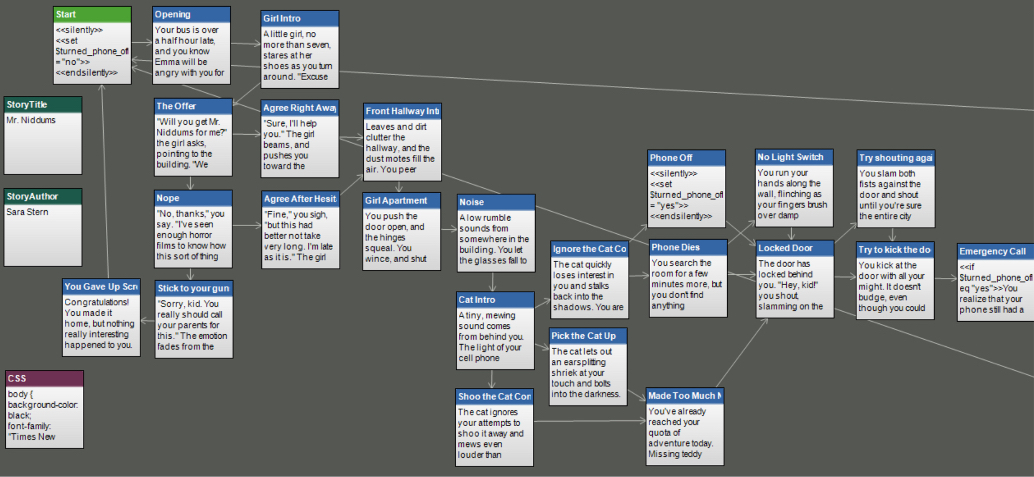 Start
<<silently>>
<<set
$turned_phone_of
= "no">>
<<endsilently>>
Opening
Your bus is over
a half hour late,
and you know
Emma will be
angry with you for
Girl Intro
A little girl, no
more than seven,
stares at her
shoes as you turn
around. "Excuse
StoryTitle
Mr. Niddums
The Offer
"Will you get Mr.
Niddums for me?"
the girl asks,
pointing to the
building. "We
Agree Right Away
"Sure, I'll help
you." The girl
beams, and
pushes you
toward the
Front Hallway Int
Leaves and dirt
clutter the
hallway, and the
dust motes fill the
air. You peer
StoryAuthor
Sara Stern
Nope
"No, thanks," you
say. "I've seen
enough horror
films to know how
this sort of thing
Agree After Hesit
"Fine," you sigh,
"but this had
better not take
very long. I'm late
as it is." The girl
Girl Apartment
You push the
door open, and
the hinges
squeal. You
wince, and shut
Noise
A low rumble
sounds from
somewhere in the
building. You let
the glasses fall to
Phone Off
<<silently>>
<<set
$turned_phone_of
= "yes">>
<<endsilently>>
No Light Switch
You run your
hands along the
wall, flinching as
your fingers brush
over damp
Try shouting agai
You slam both
fists against the
door and shout
until you're sure
the entire city
Ignore the Cat Co
The cat quickly
loses interest in
you and stalks
back into the
shadows. You are
Phone Dies
You search the
room for a few
minutes more, but
you don't find
anything
Locked Door
The door has
locked behind
you. "Hey, kid!"
you shout,
slamming on the
Try to kick the do
You kick at the
door with all your
might. It doesn't
budge, even
though you could
Emergency Call
<<if
$turned_phone_of
eq "yes">>You
realize that your
phone still had a
You Gave Up Scre
Congratulations!
You made it
home, but nothing
really interesting
happened to you.
Stick to your gun
"Sorry, kid. You
really should call
your parents for
this." The emotion
fades from the
Cat Intro
A tiny, mewing
sound comes
from behind you.
The light of your
cell phone
Pick the Cat Up
The cat lets out
an earsplitting
shriek at your
touch and bolts
into the darkness.
CSS
body {
background-color:
black;
font-family:
"Times New
Shoo the Cat Con
The cat ignores
your attempts to
shoo it away and
mews even
louder than
Made Too Much N
You've already
reached your
quota of
adventure today.
Missing teddy